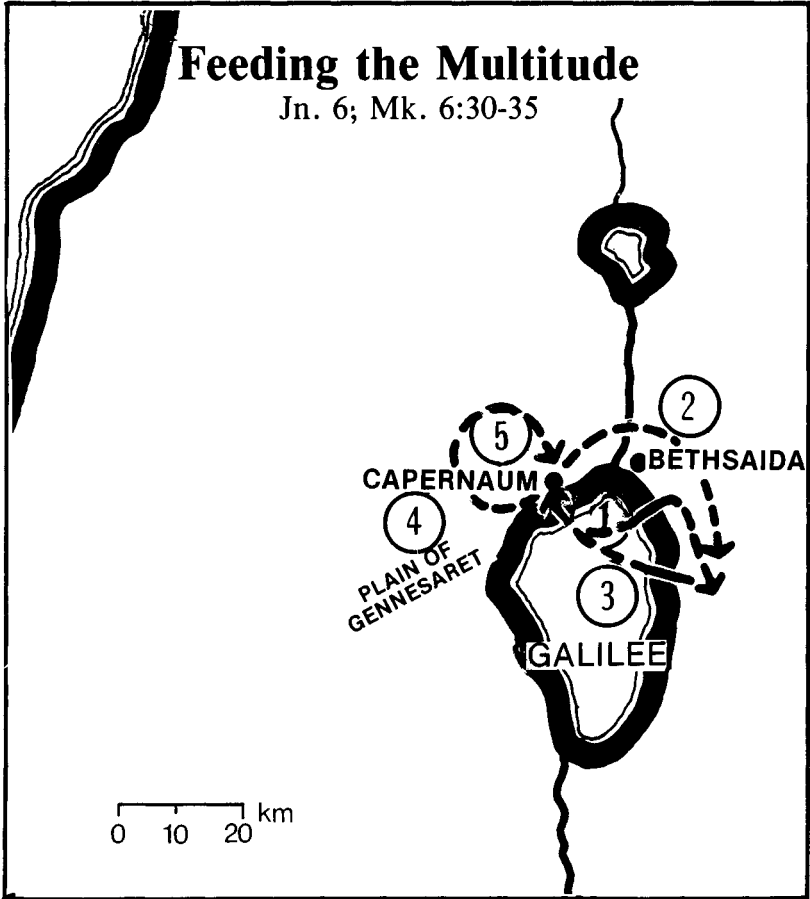 Feeding the Multitude
Jn. 6; Mk. 6:30-35
2
5
BETHSAIDA
CAPERNAUM
4
1
PLAIN OF
GENNESARET
3
GALILEE
km
0 10 20